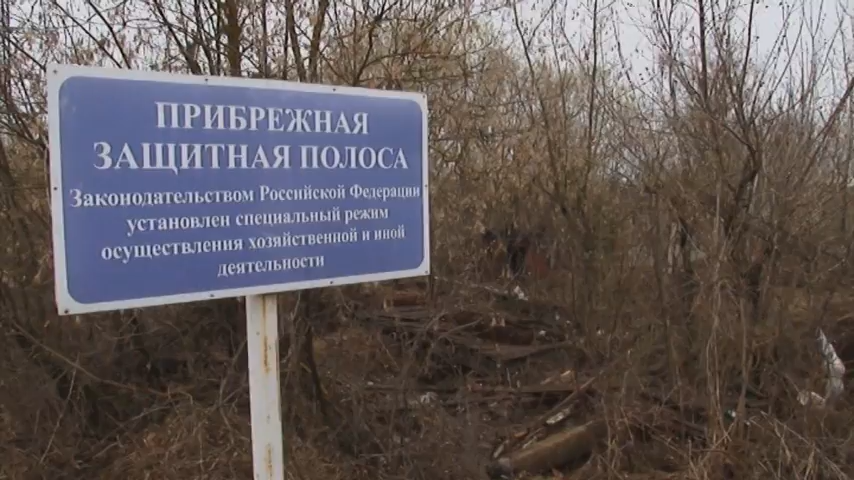 ПРИБРЕЖНАЯ
ЗАЩИТНАЯ ПОЛОСА
Законодательством Российской Федерации
установлен специальный режим
осуществления хозяйственной и иной
деятельности